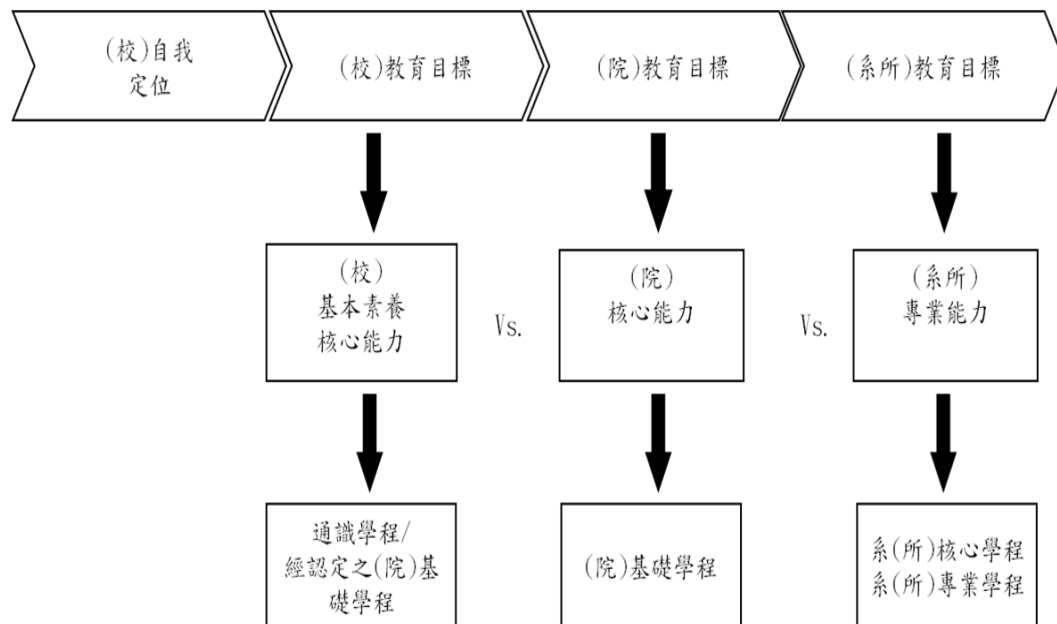 (校)自我
定位
(校)教育目標
(院)教育目標
(系所)教育目標
(校)
基本素養
核心能力
Vs.
(院)
核心能力
Vs.
(系所)
專業能力
通識學程/
經認定之(院)基
礎學程
(院)基礎學程
系(所)核心學程
系(所)專業學程